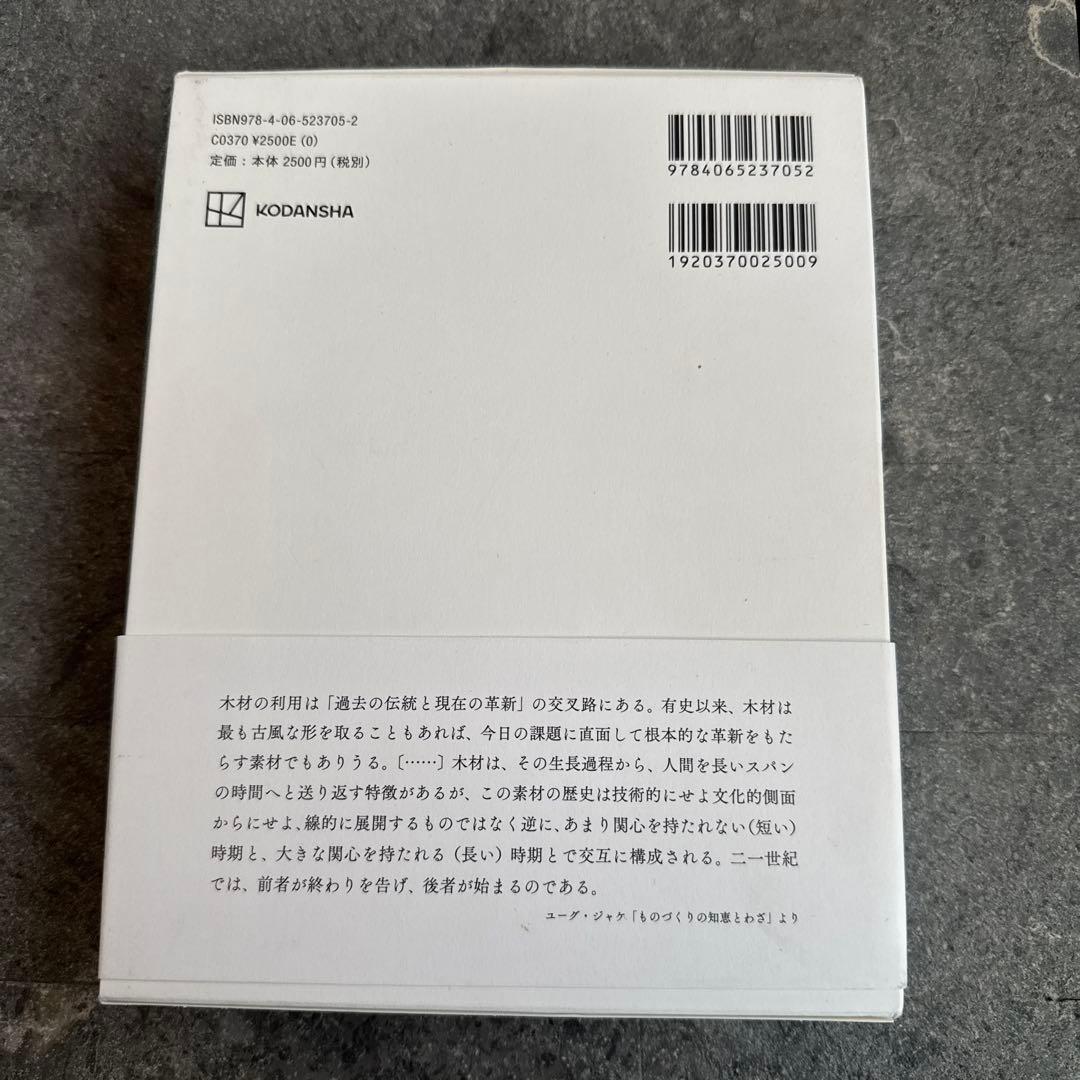 ISBN978-4-06-523705-2
C0370 ¥2500E (0)
定価：本体 2500円（税別）
KODANSHA
9784065237052
1920370025009
木材の利用は「過去の伝統と現在の革新」の交叉路にある。有史以来、木材は
最も古風な形を取ることもあれば、今日の課題に直面して根本的な革新をもた
らす素材でもありうる。〔……〕木材は、その生長過程から、人間を長いスパン
の時間へと送り返す特徴があるが、この素材の歴史は技術的にせよ文化的側面
からにせよ、線的に展開するものではなく逆に、あまり関心を持たれない（短い）
時期と、大きな関心を持たれる（長い）時期とで交互に構成される。二一世紀
では、前者が終わりを告げ、後者が始まるのである。
ユーグ・ジャケ「ものづくりの知恵とわざ」より